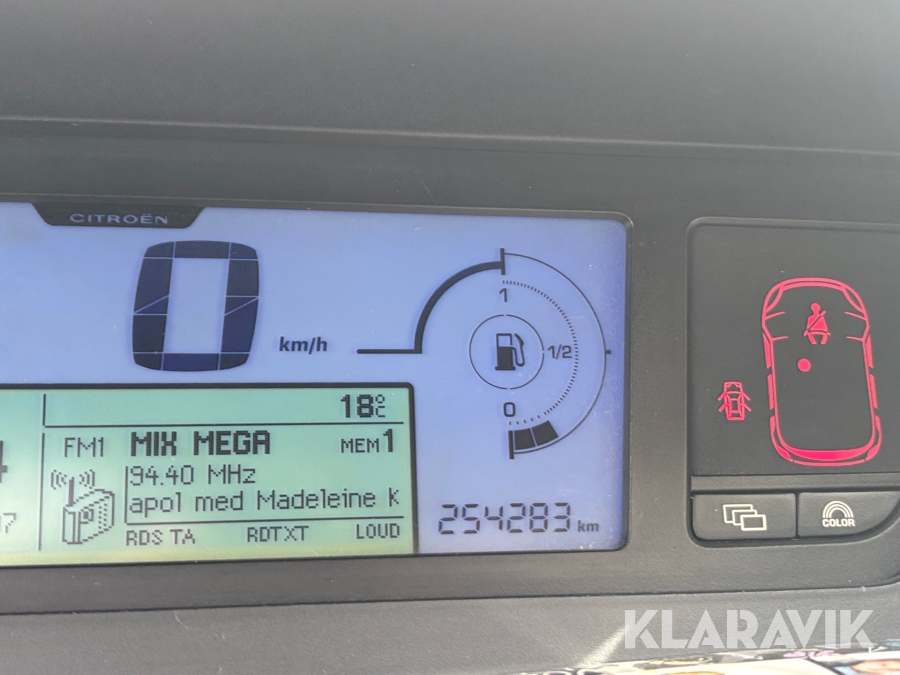 CITROËN
0 km/h
1
1/2
0
18°C
FM1 MIX MEGA MEM1
94.40 MHz
apol med Madeleine K
RDS TA RDTXT LOUD
254283 km
COLOR
KLARAVIK